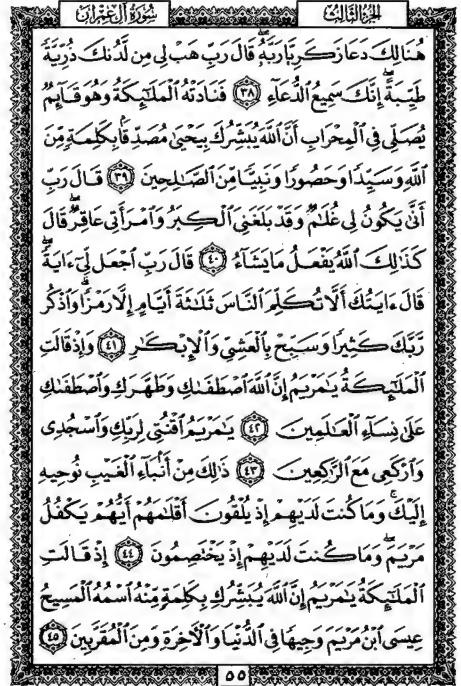 سُورَةُ آلِ عِمْرَانَ
الجُزْءُ الثَّالِثُ
هُنَالِكَ دَعَا زَكَرِيَّا رَبَّهُۥۖ قَالَ رَبِّ هَبْ لِى مِن لَّدُنكَ ذُرِّيَّةً
طَيِّبَةًۖ إِنَّكَ سَمِيعُ ٱلدُّعَآءِ ٣٨ فَنَادَتْهُ ٱلْمَلَٰٓئِكَةُ وَهُوَ قَآئِمٌ
يُصَلِّى فِى ٱلْمِحْرَابِ أَنَّ ٱللَّهَ يُبَشِّرُكَ بِيَحْيَىٰ مُصَدِّقًۢا بِكَلِمَةٍ مِّنَ
ٱللَّهِ وَسَيِّدًا وَحَصُورًا وَنَبِيًّا مِّنَ ٱلصَّٰلِحِينَ ٣٩ قَالَ رَبِّ
أَنَّىٰ يَكُونُ لِى غُلَٰمٌ وَقَدْ بَلَغَنِىَ ٱلْكِبَرُ وَٱمْرَأَتِى عَاقِرٌۖ قَالَ
كَذَٰلِكَ ٱللَّهُ يَفْعَلُ مَا يَشَآءُ ٤٠ قَالَ رَبِّ ٱجْعَل لِّىٓ ءَايَةًۖ
قَالَ ءَايَتُكَ أَلَّا تُكَلِّمَ ٱلنَّاسَ ثَلَٰثَةَ أَيَّامٍ إِلَّا رَمْزًاۗ وَٱذْكُر
رَّبَّكَ كَثِيرًا وَسَبِّحْ بِٱلْعَشِىِّ وَٱلْإِبْكَٰرِ ٤١ وَإِذْ قَالَتِ
ٱلْمَلَٰٓئِكَةُ يَٰمَرْيَمُ إِنَّ ٱللَّهَ ٱصْطَفَىٰكِ وَطَهَّرَكِ وَٱصْطَفَىٰكِ
عَلَىٰ نِسَآءِ ٱلْعَٰلَمِينَ ٤٢ يَٰمَرْيَمُ ٱقْنُتِى لِرَبِّكِ وَٱسْجُدِى
وَٱرْكَعِى مَعَ ٱلرَّٰكِعِينَ ٤٣ ذَٰلِكَ مِنْ أَنۢبَآءِ ٱلْغَيْبِ نُوحِيهِ
إِلَيْكَۚ وَمَا كُنتَ لَدَيْهِمْ إِذْ يُلْقُونَ أَقْلَٰمَهُمْ أَيُّهُمْ يَكْفُلُ
مَرْيَمَ وَمَا كُنتَ لَدَيْهِمْ إِذْ يَخْتَصِمُونَ ٤٤ إِذْ قَالَتِ
ٱلْمَلَٰٓئِكَةُ يَٰمَرْيَمُ إِنَّ ٱللَّهَ يُبَشِّرُكِ بِكَلِمَةٍ مِّنْهُ ٱسْمُهُ ٱلْمَسِيحُ
عِيسَى ٱبْنُ مَرْيَمَ وَجِيهًا فِى ٱلدُّنْيَا وَٱلْءَاخِرَةِ وَمِنَ ٱلْمُقَرَّبِينَ ٤٥
٥٥